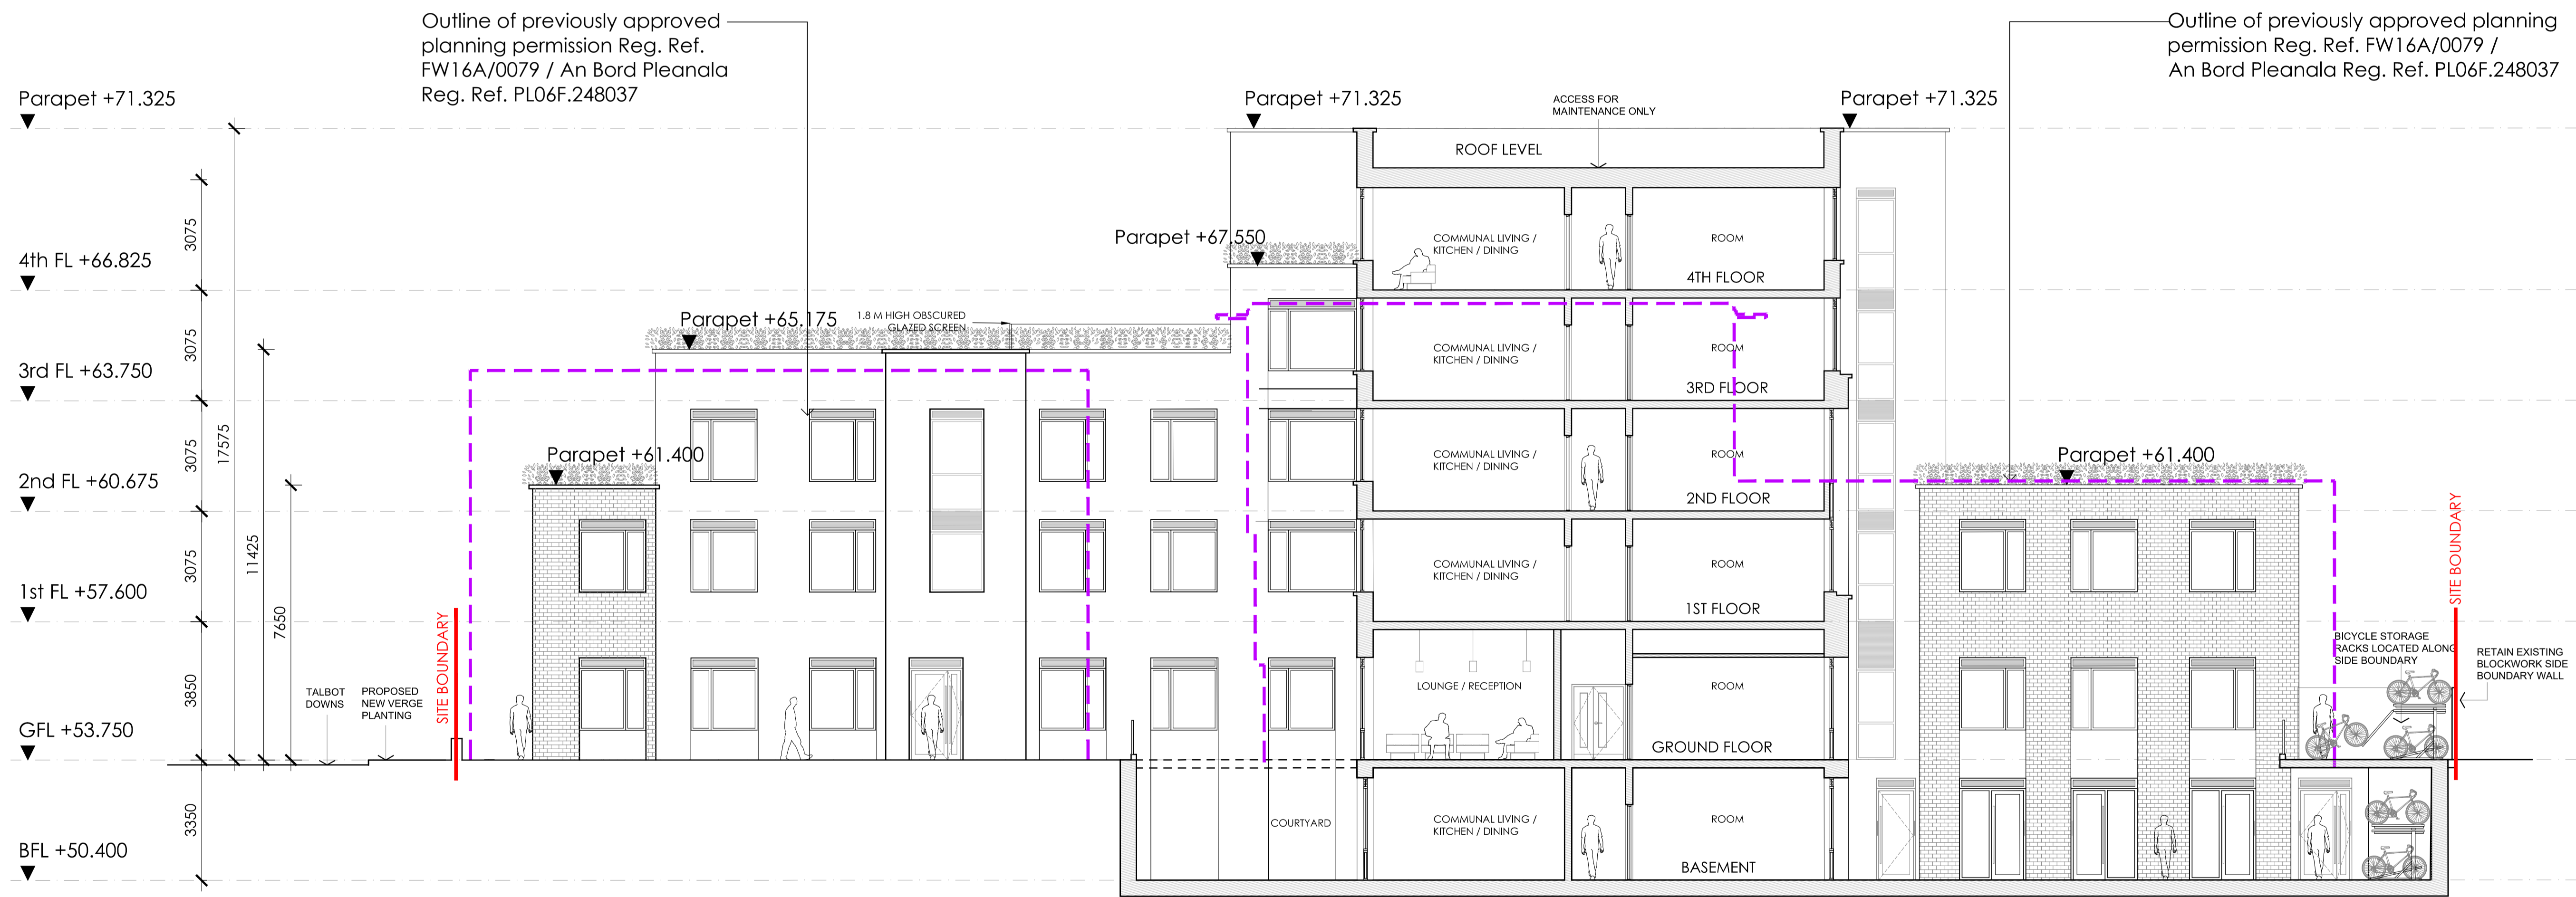 Outline of previously approved
planning permission Reg. Ref.
FW16A/0079 / An Bord Pleanala
Reg. Ref. PL06F.248037
Outline of previously approved planning
permission Reg. Ref. FW16A/0079 /
An Bord Pleanala Reg. Ref. PL06F.248037
Parapet +71.325
Parapet +71.325
ACCESS FOR
MAINTENANCE ONLY
Parapet +71.325
ROOF LEVEL
3075
4th FL +66.825
Parapet +67.550
COMMUNAL LIVING /
KITCHEN / DINING
ROOM
4TH FLOOR
3075
Parapet +65.175
1.8 M HIGH OBSCURED
GLAZED SCREEN
COMMUNAL LIVING /
KITCHEN / DINING
ROOM
3rd FL +63.750
3RD FLOOR
3075
17575
Parapet +61.400
COMMUNAL LIVING /
KITCHEN / DINING
ROOM
Parapet +61.400
2nd FL +60.675
2ND FLOOR
3075
11425
COMMUNAL LIVING /
KITCHEN / DINING
ROOM
1st FL +57.600
1ST FLOOR
7650
SITE BOUNDARY
SITE BOUNDARY
3850
TALBOT
DOWNS
PROPOSED
NEW VERGE
PLANTING
LOUNGE / RECEPTION
ROOM
BICYCLE STORAGE
RACKS LOCATED ALONG
SIDE BOUNDARY
RETAIN EXISTING
BLOCKWORK SIDE
BOUNDARY WALL
GFL +53.750
GROUND FLOOR
3350
COURTYARD
COMMUNAL LIVING /
KITCHEN / DINING
ROOM
BFL +50.400
BASEMENT